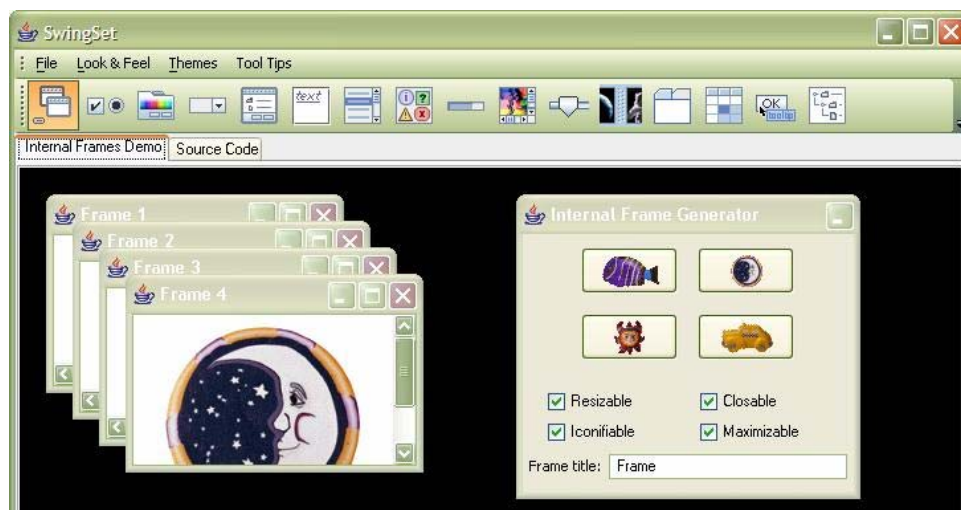 SwingSet
File Look & Feel Themes Tool Tips
text
OK
tooltip
Internal Frames Demo Source Code
Frame 1
Frame 2
Frame 3
Frame 4
Internal Frame Generator
Resizable Closable
Iconifiable Maximizable
Frame title: Frame